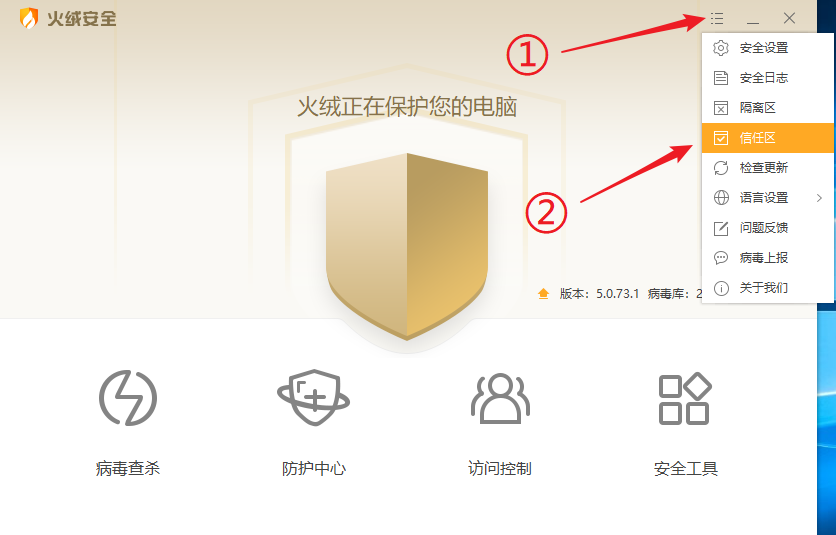 火绒安全
①
安全设置
安全日志
火绒正在保护您的电脑
隔离区
信任区
检查更新
②
语言设置
问题反馈
病毒上报
关于我们
版本：5.0.73.1 病毒库：2
病毒查杀
防护中心
访问控制
安全工具